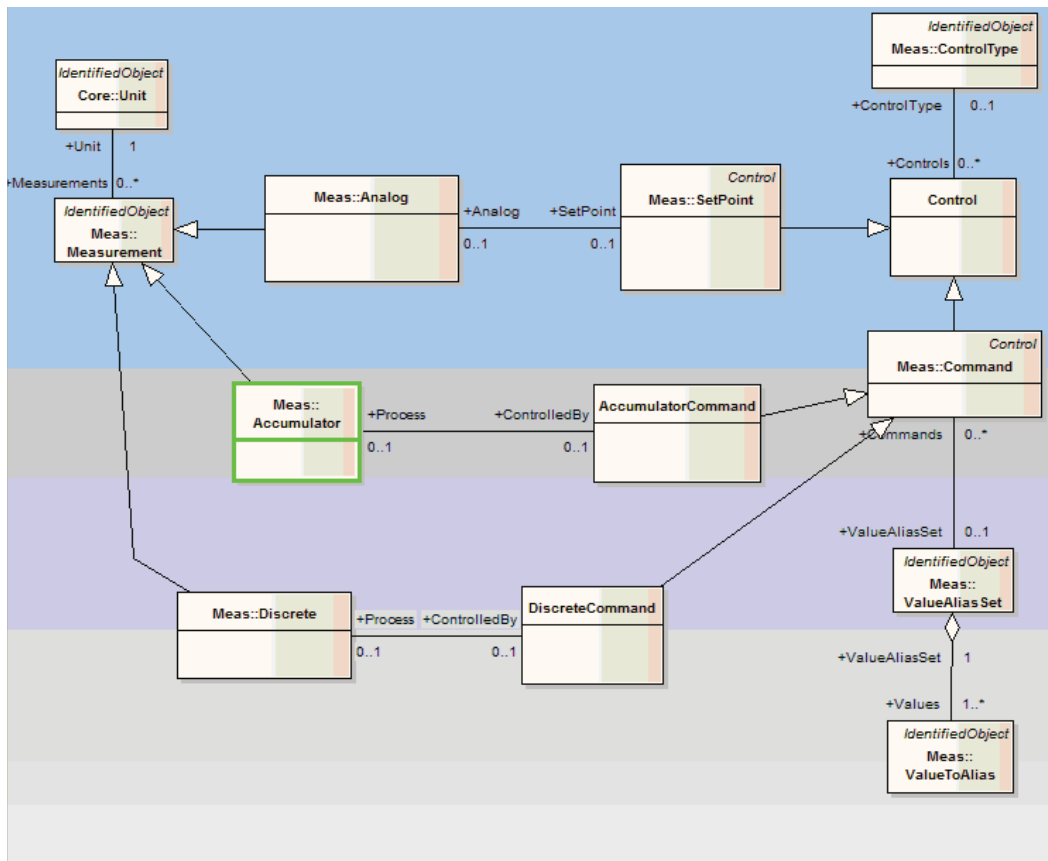 IdentifiedObject
Meas::ControlType
IdentifiedObject
Core::Unit
+ControlType 0..1
+Unit 1
+Controls 0..*
+Measurements 0..*
Control
Meas::SetPoint
Meas::Analog
Control
IdentifiedObject
Meas::
Measurement
+Analog +SetPoint
0..1 0..1
Control
Meas::Command
Meas::
Accumulator
AccumulatorCommand
+Process +ControlledBy
0..1 0..1
+Commands 0..*
+ValueAliasSet 0..1
IdentifiedObject
Meas::
ValueAliasSet
Meas::Discrete
DiscreteCommand
+Process +ControlledBy
0..1 0..1
+ValueAliasSet 1
+Values 1..*
IdentifiedObject
Meas::
ValueToAlias